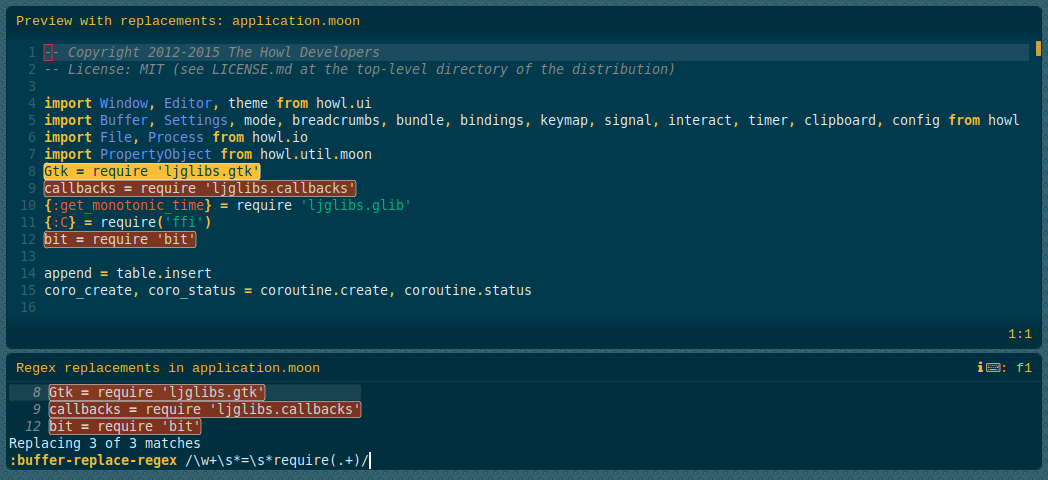 Preview with replacements: application.moon
1 -- Copyright 2012-2015 The Howl Developers
2 -- License: MIT (see LICENSE.md at the top-level directory of the distribution)
3
4 import Window, Editor, theme from howl.ui
5 import Buffer, Settings, mode, breadcrumbs, bundle, bindings, keymap, signal, interact, timer, clipboard, config from howl
6 import File, Process from howl.io
7 import PropertyObject from howl.util.moon
8 Gtk = require 'ljglibs.gtk'
9 callbacks = require 'ljglibs.callbacks'
10 {:get_monotonic_time} = require 'ljglibs.glib'
11 {:C} = require('ffi')
12 bit = require 'bit'
13
14 append = table.insert
15 coro_create, coro_status = coroutine.create, coroutine.status
16
1:1
Regex replacements in application.moon ℹ⌨: f1
8 Gtk = require 'ljglibs.gtk'
9 callbacks = require 'ljglibs.callbacks'
12 bit = require 'bit'
Replacing 3 of 3 matches
:buffer-replace-regex /\w+\s*=\s*require(.+)/